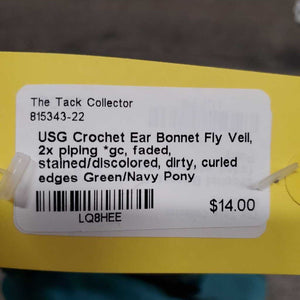 The Tack Collector
815343-22
USG Crochet Ear Bonnet Fly Veil,
2x piping *gc, faded,
stained/discolored, dirty, curled
edges Green/Navy Pony
LQ8HEE
$14.00